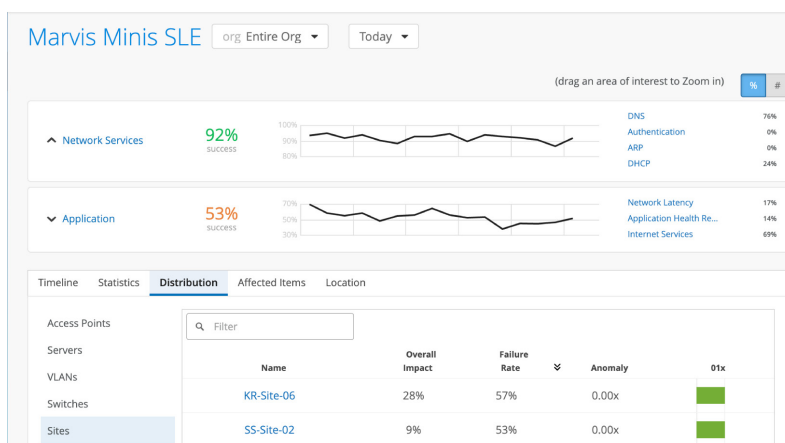 Marvis Minis SLE org Entire Org Today
(drag an area of interest to Zoom in) % #
Network Services 92% success 100% 90% 80%
DNS 76%
Authentication 0%
ARP 0%
DHCP 24%
Application 53% success 70% 50% 30%
Network Latency 17%
Application Health Re... 14%
Internet Services 69%
Timeline Statistics Distribution Affected Items Location
Access Points
Servers
VLANs
Switches
Sites
Filter
Name Overall Impact Failure Rate Anomaly 01x
KR-Site-06 28% 57% 0.00x
SS-Site-02 9% 53% 0.00x